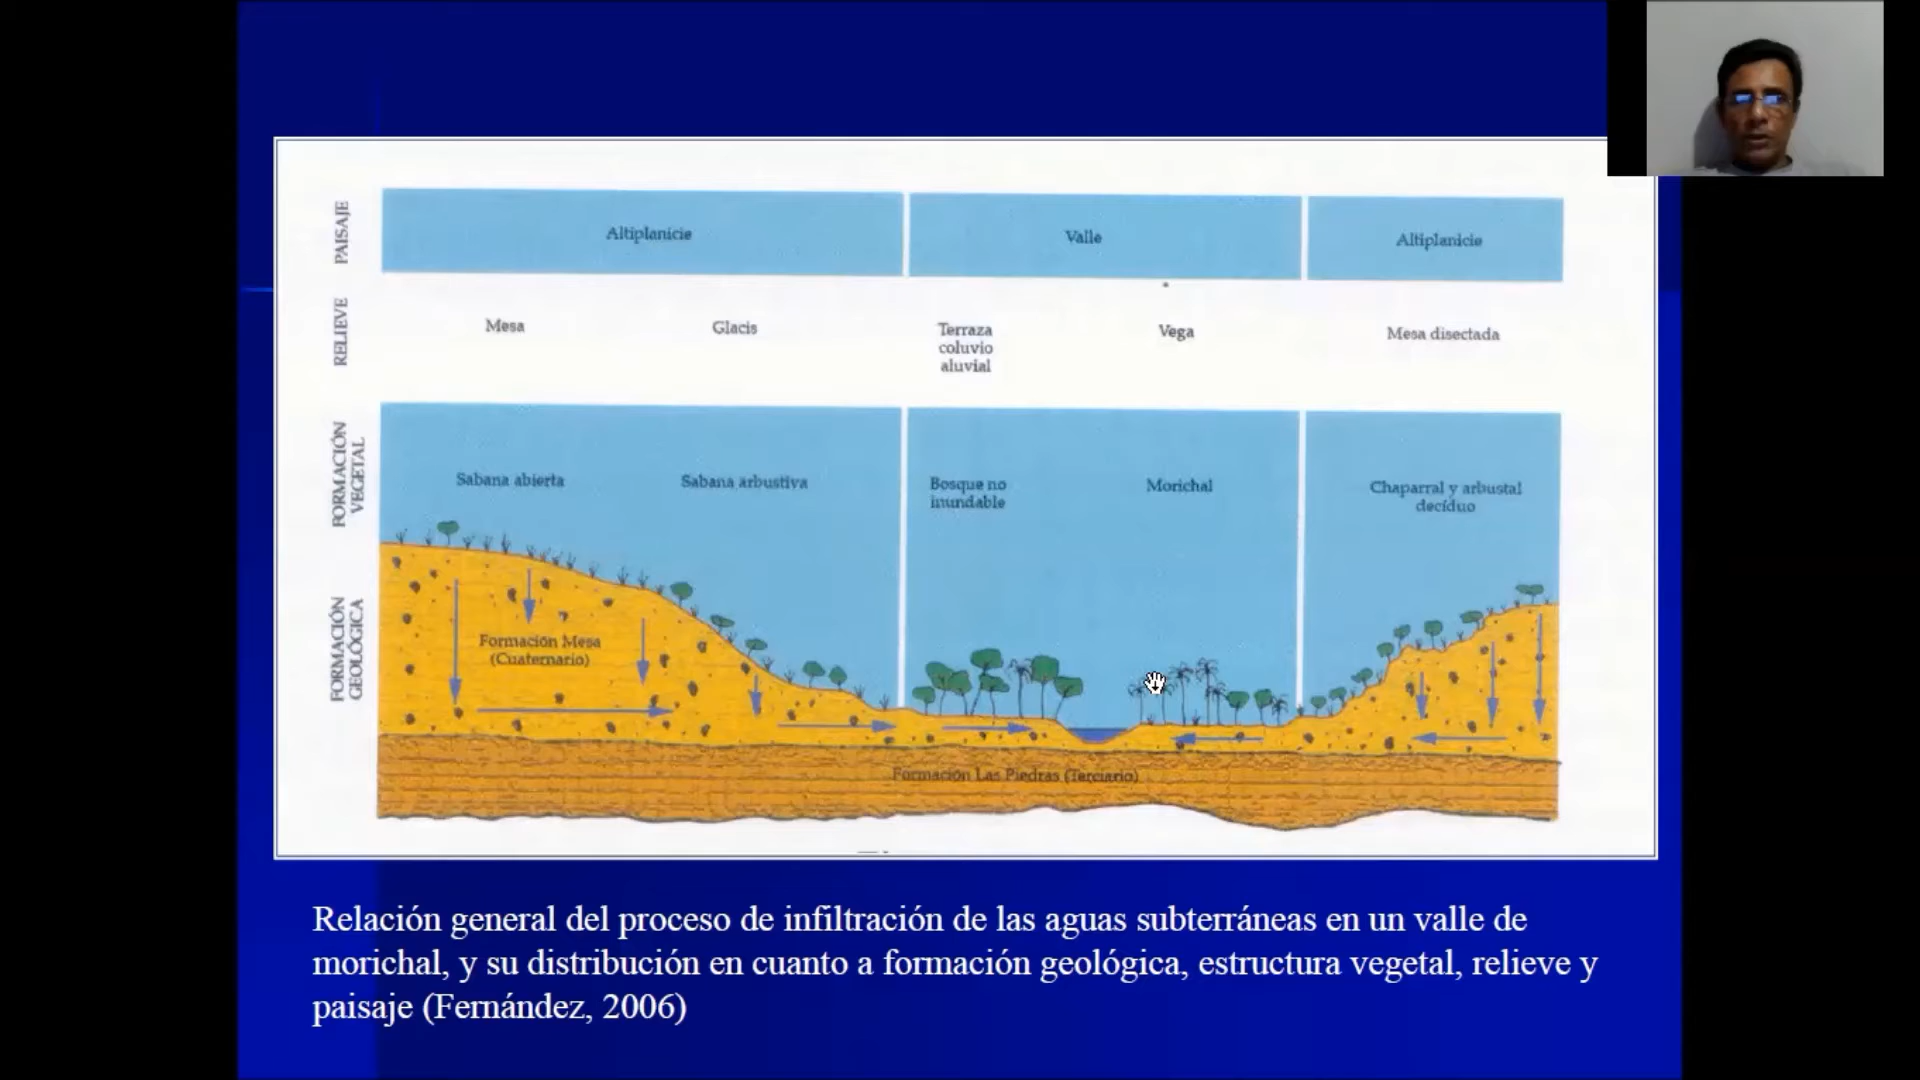 PAISAJE
Altiplanicie
Valle
Altiplanicie
RELIEVE
Mesa
Glacis
Terraza
coluvio
aluvial
Vega
Mesa disectada
FORMACIÓN
VEGETAL
Sabana abierta
Sabana arbustiva
Bosque no
inundable
Morichal
Chaparral y arbustal
decíduo
FORMACIÓN
GEOLÓGICA
Formación Mesa
(Cuaternario)
Formación Las Piedras (Terciario)
Relación general del proceso de infiltración de las aguas subterráneas en un valle de
morichal, y su distribución en cuanto a formación geológica, estructura vegetal, relieve y
paisaje (Fernández, 2006)